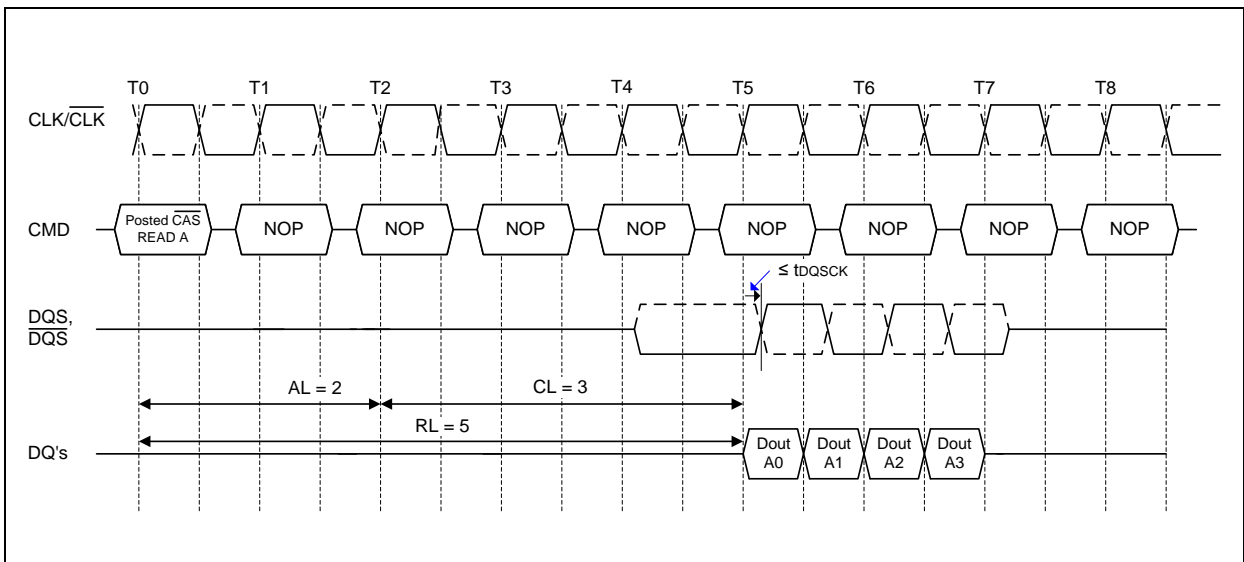 T0 T1 T2 T3 T4 T5 T6 T7 T8
CLK/CLK
CMD
Posted CAS
READ A
NOP NOP NOP NOP NOP NOP NOP NOP
≤ tDQSCK
DQS,
DQS
AL = 2
CL = 3
RL = 5
DQ's
Dout
A0
Dout
A1
Dout
A2
Dout
A3